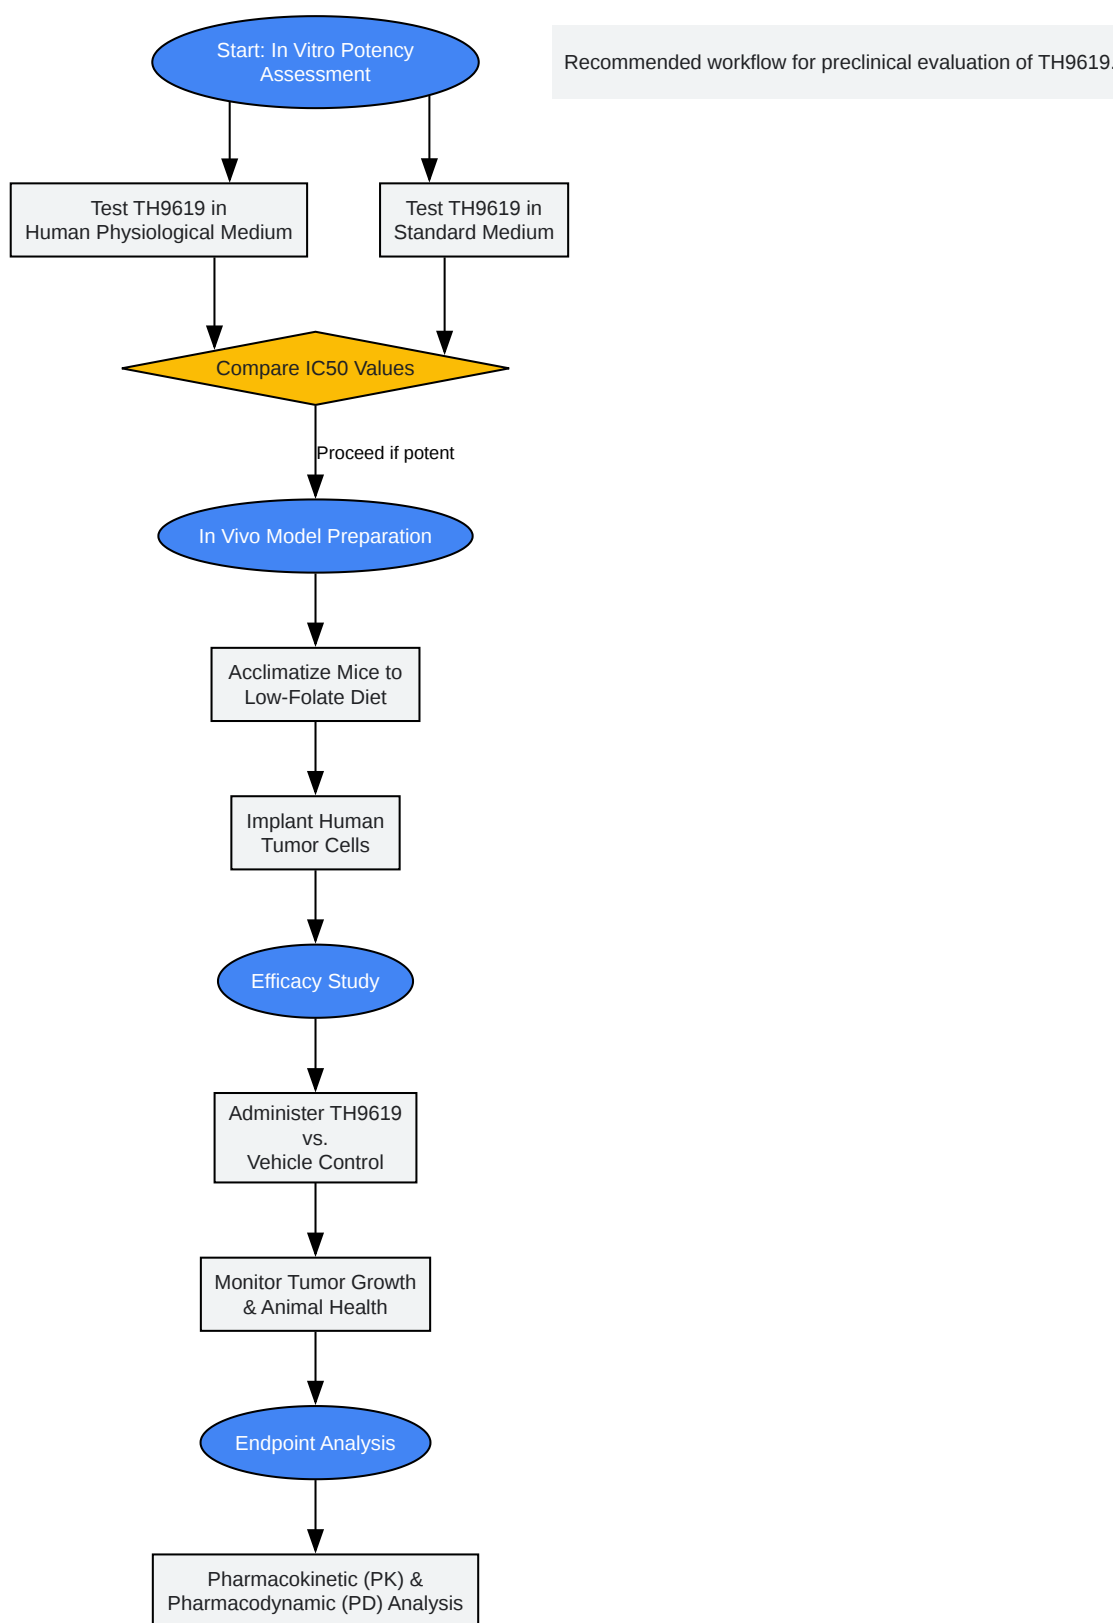 Start: In Vitro Potency
Assessment
Recommended workflow for preclinical evaluation of TH9619.
Test TH9619 in
Human Physiological Medium
Test TH9619 in
Standard Medium
Compare IC50 Values
Proceed if potent
In Vivo Model Preparation
Acclimatize Mice to
Low-Folate Diet
Implant Human
Tumor Cells
Efficacy Study
Administer TH9619
vs.
Vehicle Control
Monitor Tumor Growth
& Animal Health
Endpoint Analysis
Pharmacokinetic (PK) &
Pharmacodynamic (PD) Analysis